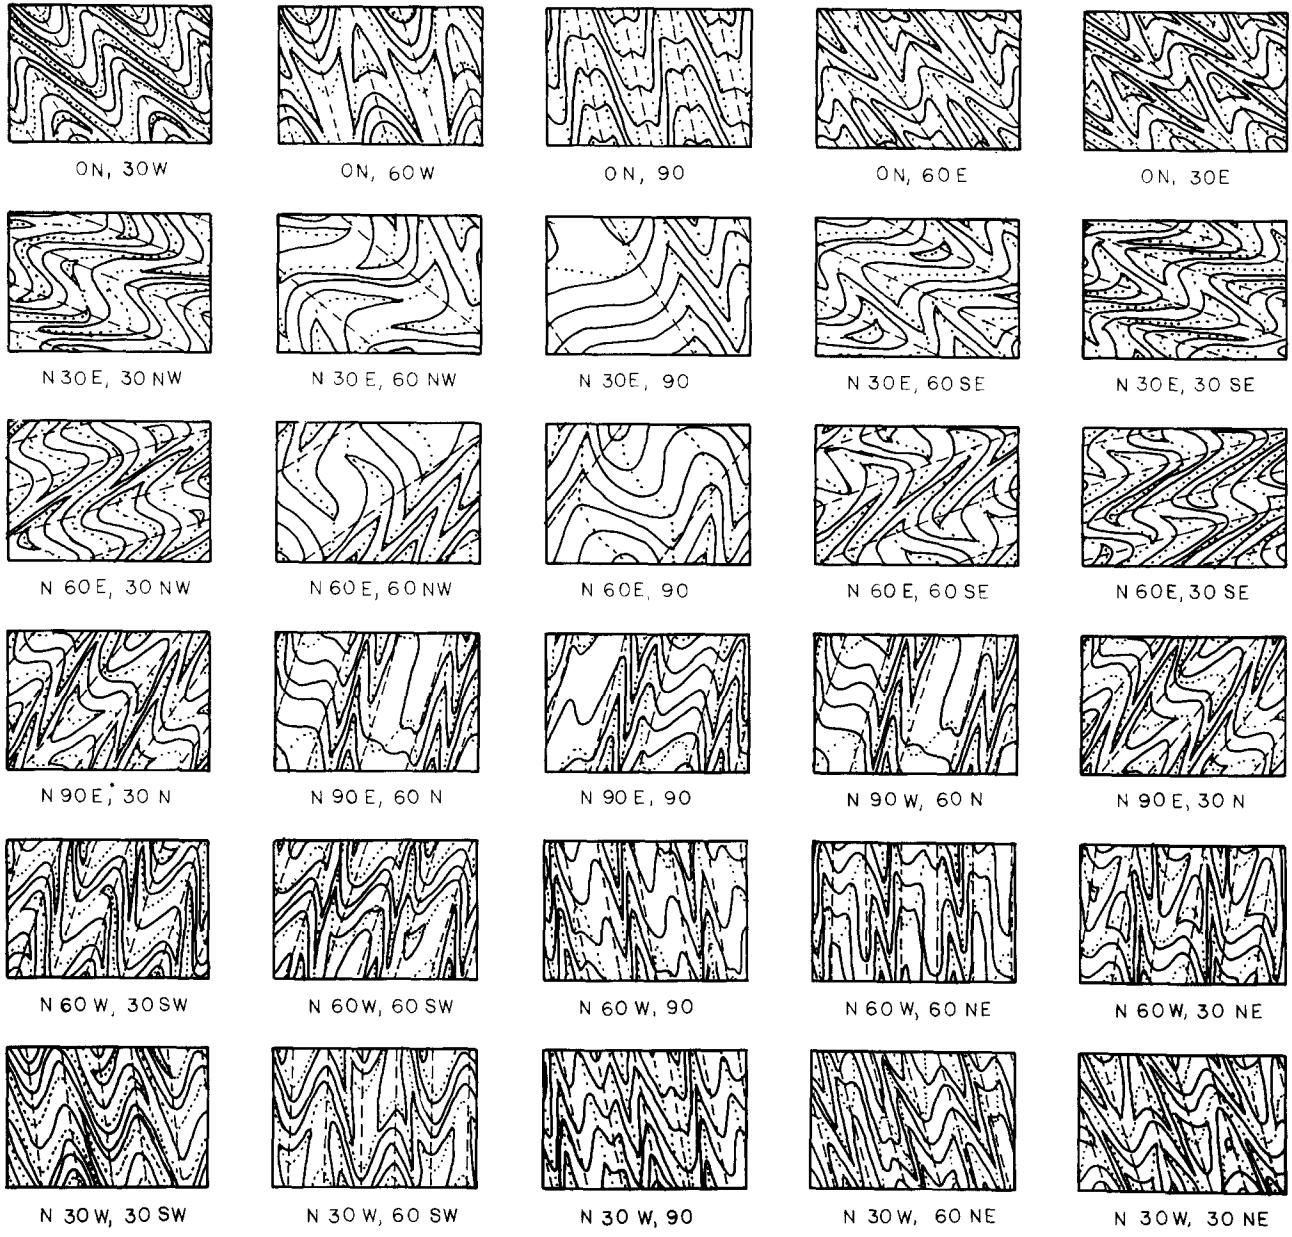 ON, 30W
ON, 60W
ON, 90
ON, 60E
ON, 30E
N 30E, 30 NW
N 30E, 60 NW
N 30E, 90
N 30E, 60 SE
N 30E, 30 SE
N 60E, 30 NW
N 60E, 60 NW
N 60E, 90
N 60E, 60 SE
N 60E, 30 SE
N 90E, 30 N
N 90E, 60 N
N 90E, 90
N 90W, 60 N
N 90E, 30 N
N 60W, 30 SW
N 60W, 60 SW
N 60W, 90
N 60W, 60 NE
N 60W, 30 NE
N 30W, 30 SW
N 30W, 60 SW
N 30W, 90
N 30W, 60 NE
N 30W, 30 NE